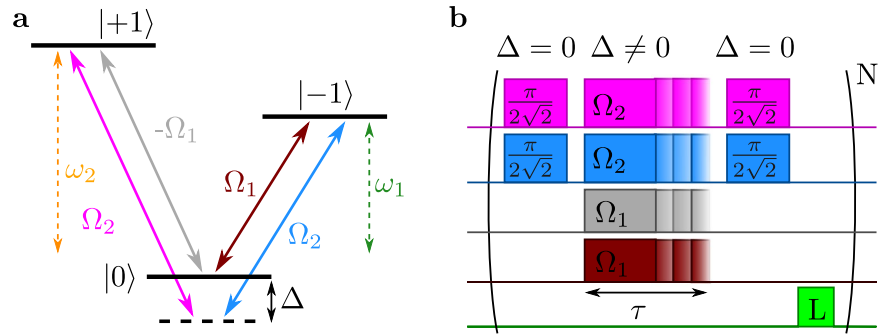 a
|+1⟩
|−1⟩
-Ω₁
ω₂
Ω₁
ω₁
Ω₂
Ω₂
|0⟩
Δ
b
Δ = 0 Δ ≠ 0 Δ = 0
N
π/2√2 Ω₂ π/2√2
π/2√2 Ω₂ π/2√2
Ω₁
Ω₁
τ
L